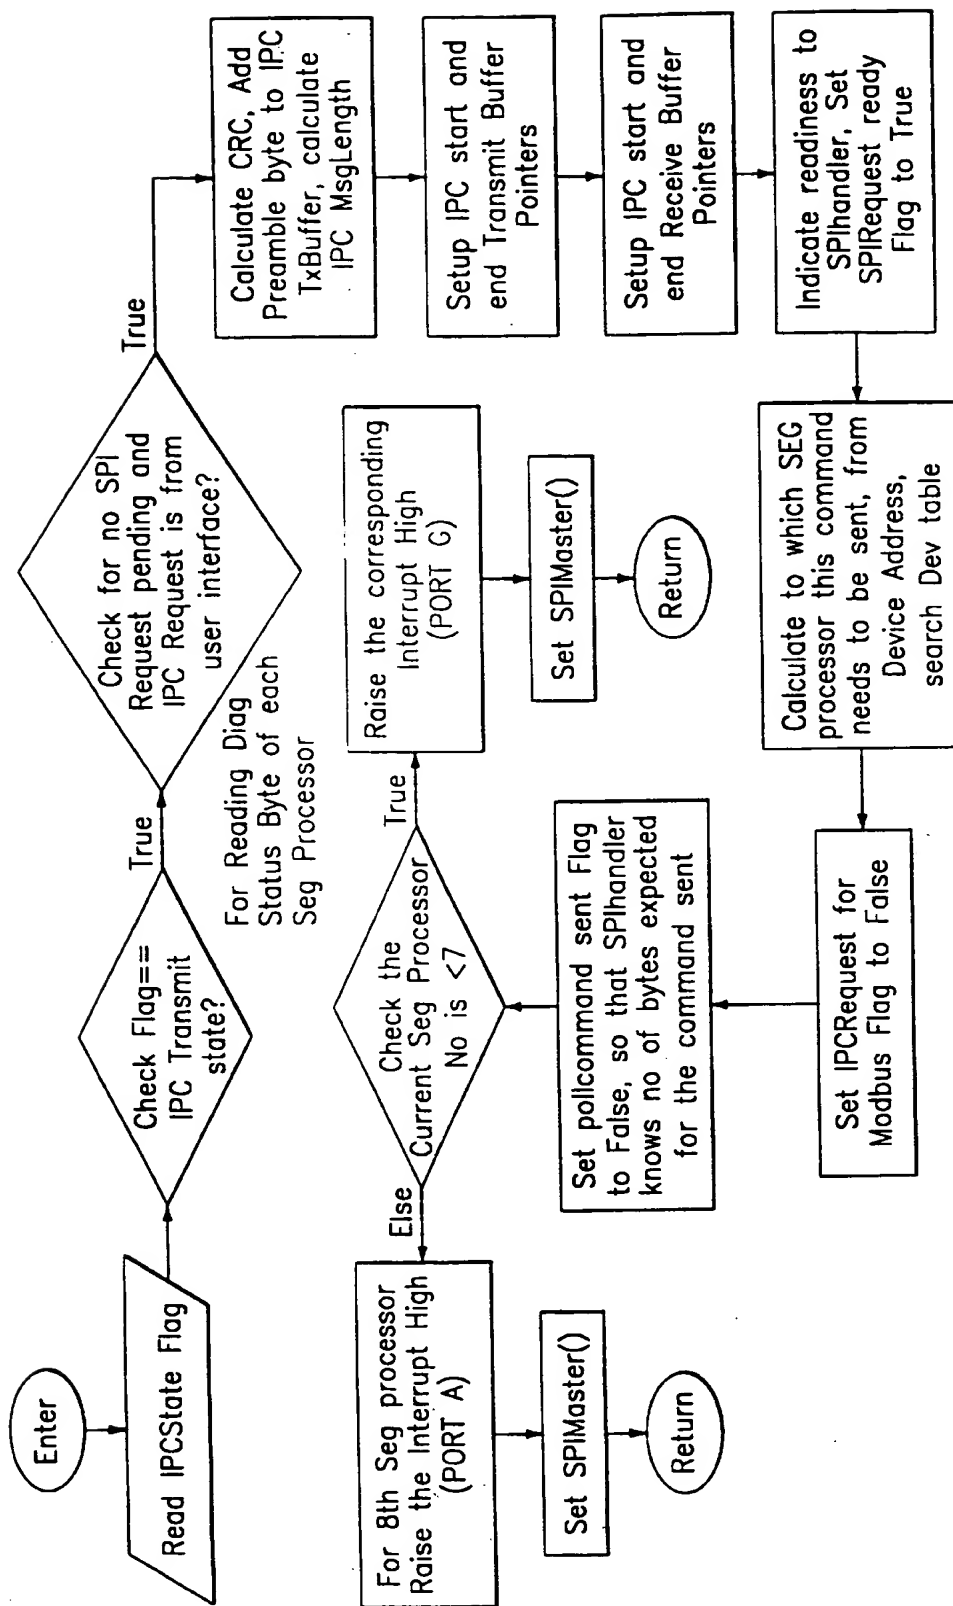 Enter
Read IPCState Flag
Check Flag==
IPC Transmit
state?
True
For Reading Diag
Status Byte of each
Seg Processor
Check for no SPI
Request pending and
IPC Request is from
user interface?
True
Calculate CRC, Add
Preamble byte to IPC
TxBuffer, calculate
IPC MsgLength
Setup IPC start and
end Transmit Buffer
Pointers
Setup IPC start and
end Receive Buffer
Pointers
Indicate readiness to
SPIhandler, Set
SPIRequest ready
Flag to True
Calculate to which SEG
processor this command
needs to be sent, from
Device Address,
search Dev table
Set IPCRequest for
Modbus Flag to False
Set pollcommand sent Flag
to False, so that SPIhandler
knows no of bytes expected
for the command sent
Check the
Current Seg Processor
No is <7
True
Raise the corresponding
Interrupt High
(PORT G)
Set SPIMaster()
Return
Else
For 8th Seg processor
Raise the Interrupt High
(PORT A)
Set SPIMaster()
Return